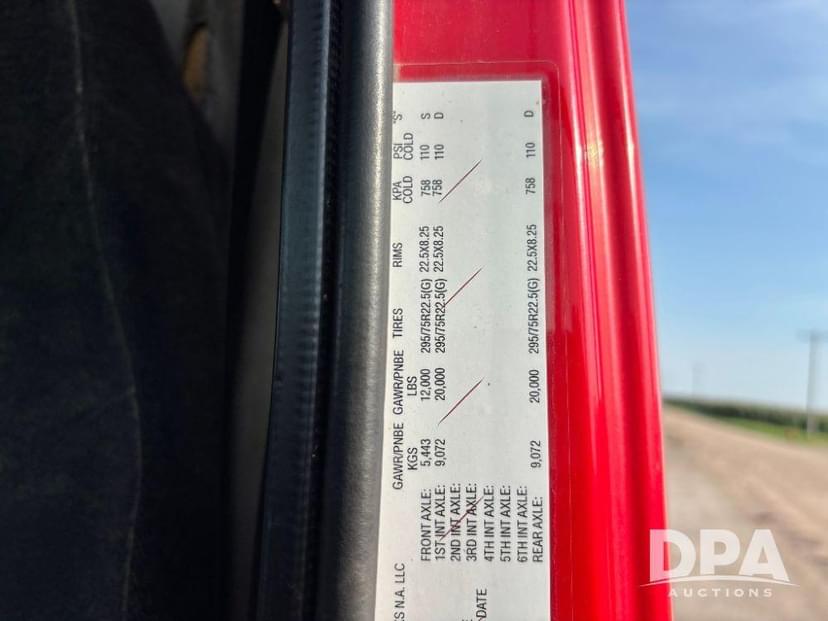 S N.A. LLC
DATE
GAWR/PNBE GAWR/PNBE TIRES RIMS KPA PSI "S"
KGS LBS COLD COLD
FRONT AXLE: 5,443 12,000 295/75R22.5(G) 22.5X8.25 758 110 S
1ST INT AXLE: 9,072 20,000 295/75R22.5(G) 22.5X8.25 758 110 D
2ND INT AXLE:
3RD INT AXLE:
4TH INT AXLE:
5TH INT AXLE:
6TH INT AXLE:
REAR AXLE: 9,072 20,000 295/75R22.5(G) 22.5X8.25 758 110 D
DPA
AUCTIONS